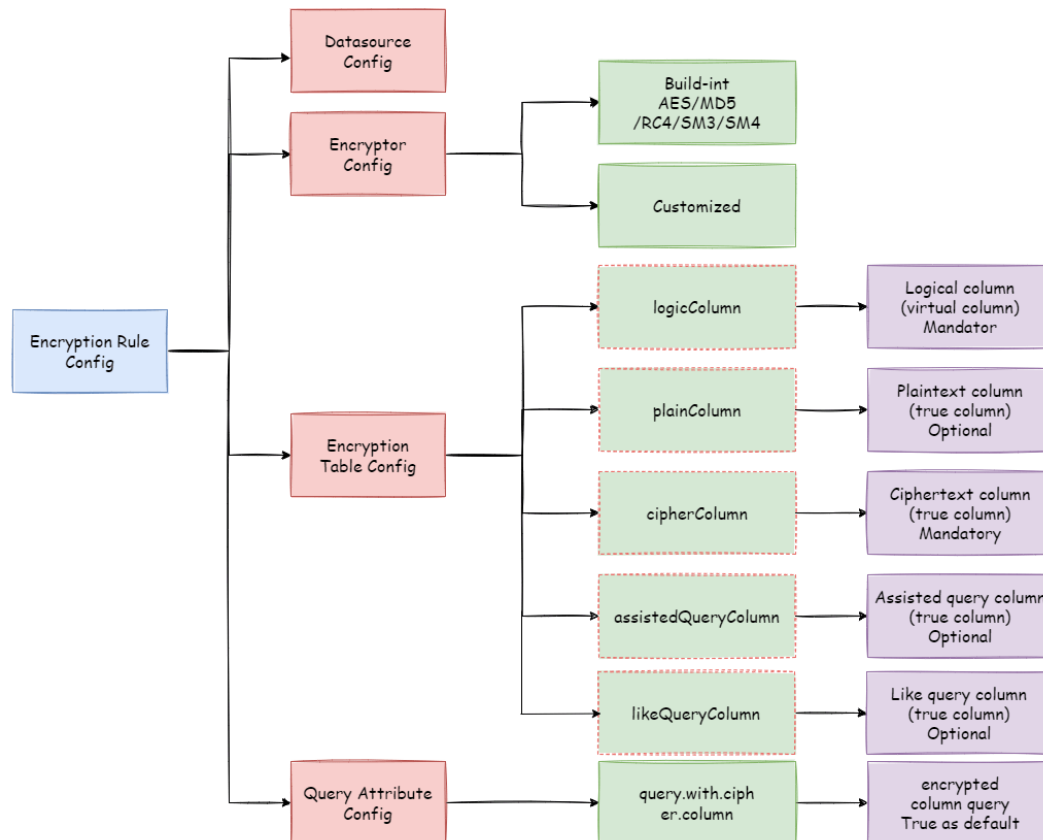 Datasource
Config
Build-int
AES/MD5
/RC4/SM3/SM4
Encryptor
Config
Customized
logicColumn
Logical column
(virtual column)
Mandator
Encryption Rule
Config
plainColumn
Plaintext column
(true column)
Optional
Encryption
Table Config
cipherColumn
Ciphertext column
(true column)
Mandatory
assistedQueryColumn
Assisted query column
(true column)
Optional
likeQueryColumn
Like query column
(true column)
Optional
Query Attribute
Config
query.with.ciph
er.column
encrypted
column query
True as default